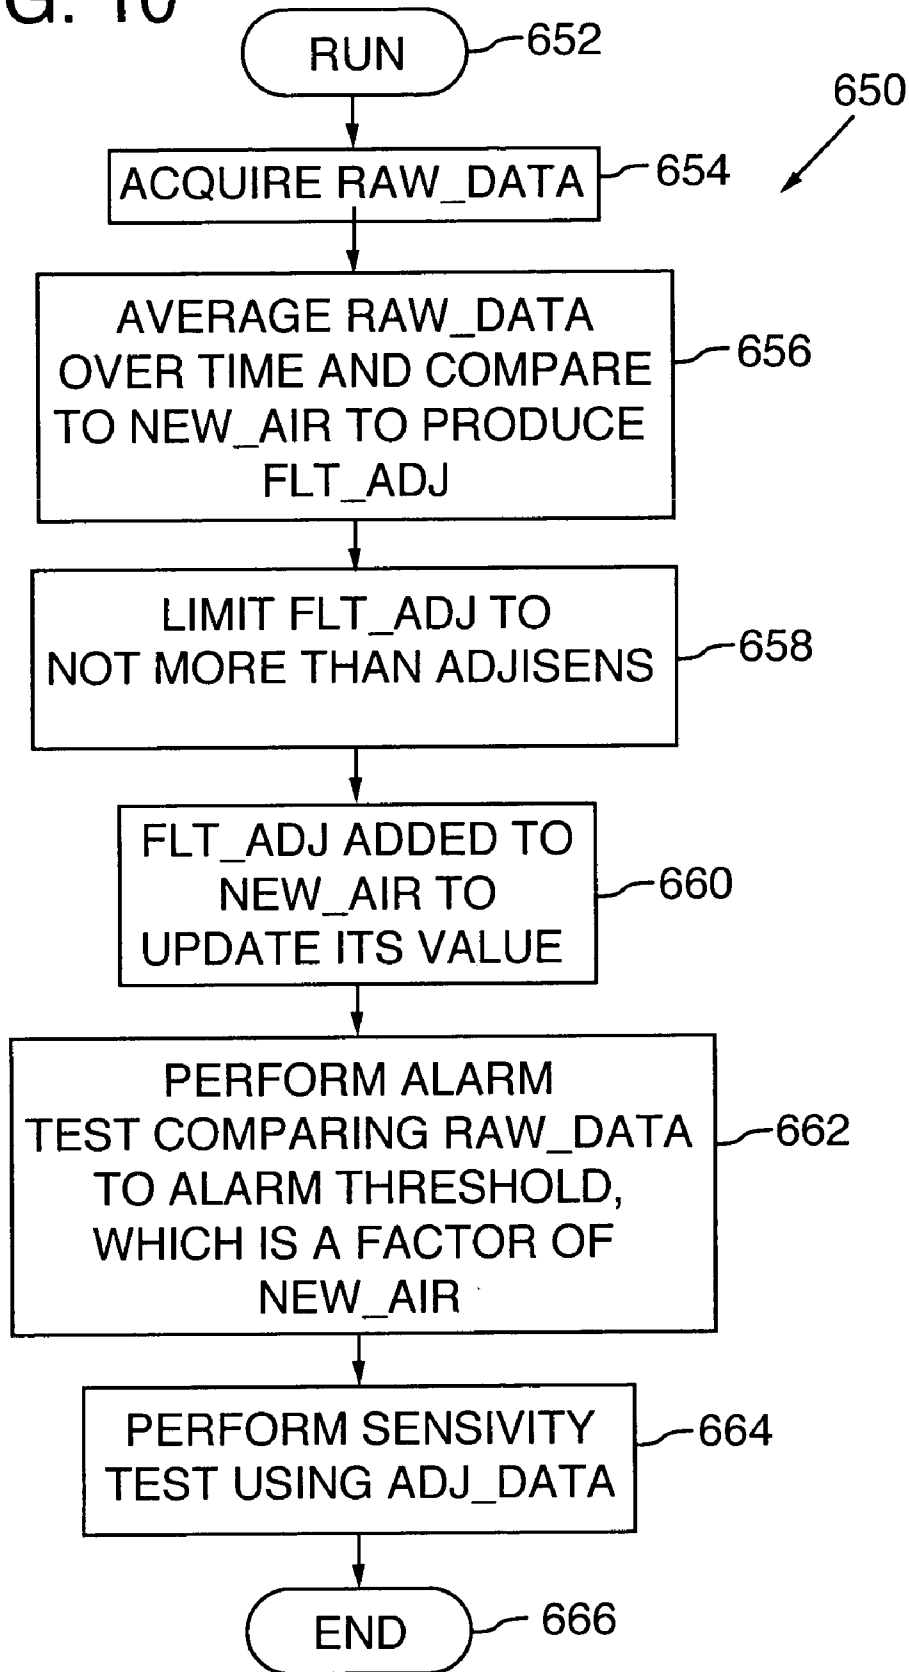 G. 10
RUN
652
650
ACQUIRE RAW_DATA
654
AVERAGE RAW_DATA
OVER TIME AND COMPARE
TO NEW_AIR TO PRODUCE
FLT_ADJ
656
LIMIT FLT_ADJ TO
NOT MORE THAN ADJISENS
658
FLT_ADJ ADDED TO
NEW_AIR TO
UPDATE ITS VALUE
660
PERFORM ALARM
TEST COMPARING RAW_DATA
TO ALARM THRESHOLD,
WHICH IS A FACTOR OF
NEW_AIR
662
PERFORM SENSIVITY
TEST USING ADJ_DATA
664
END
666